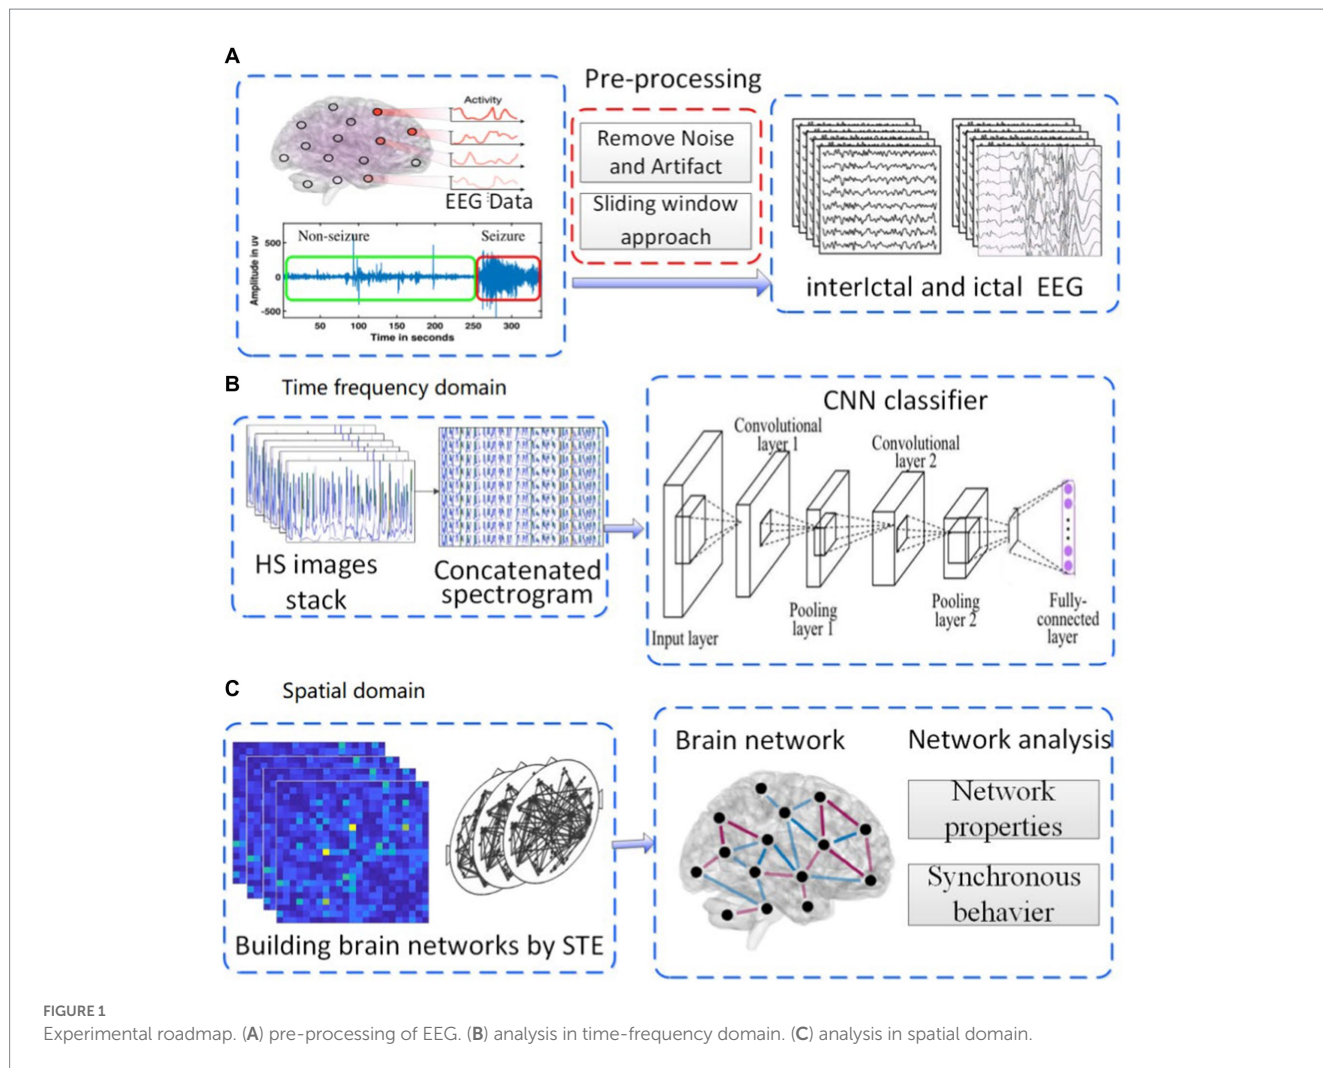 A
Pre-processing
Activity
EEG Data
Remove Noise
and Artifact
Sliding window
approach
Non-seizure
Seizure
Amplitude in uv
500
0
-500
50
100
150
200
250
300
Time in seconds
interIctal and ictal EEG
B
Time frequency domain
HS images
stack
Concatenated
spectrogram
CNN classifier
Convolutional
layer 1
Convolutional
layer 2
Input layer
Pooling
layer 1
Pooling
layer 2
Fully-
connected
layer
C
Spatial domain
Building brain networks by STE
Brain network
Network analysis
Network
properties
Synchronous
behavier
FIGURE 1
Experimental roadmap. (A) pre-processing of EEG. (B) analysis in time-frequency domain. (C) analysis in spatial domain.